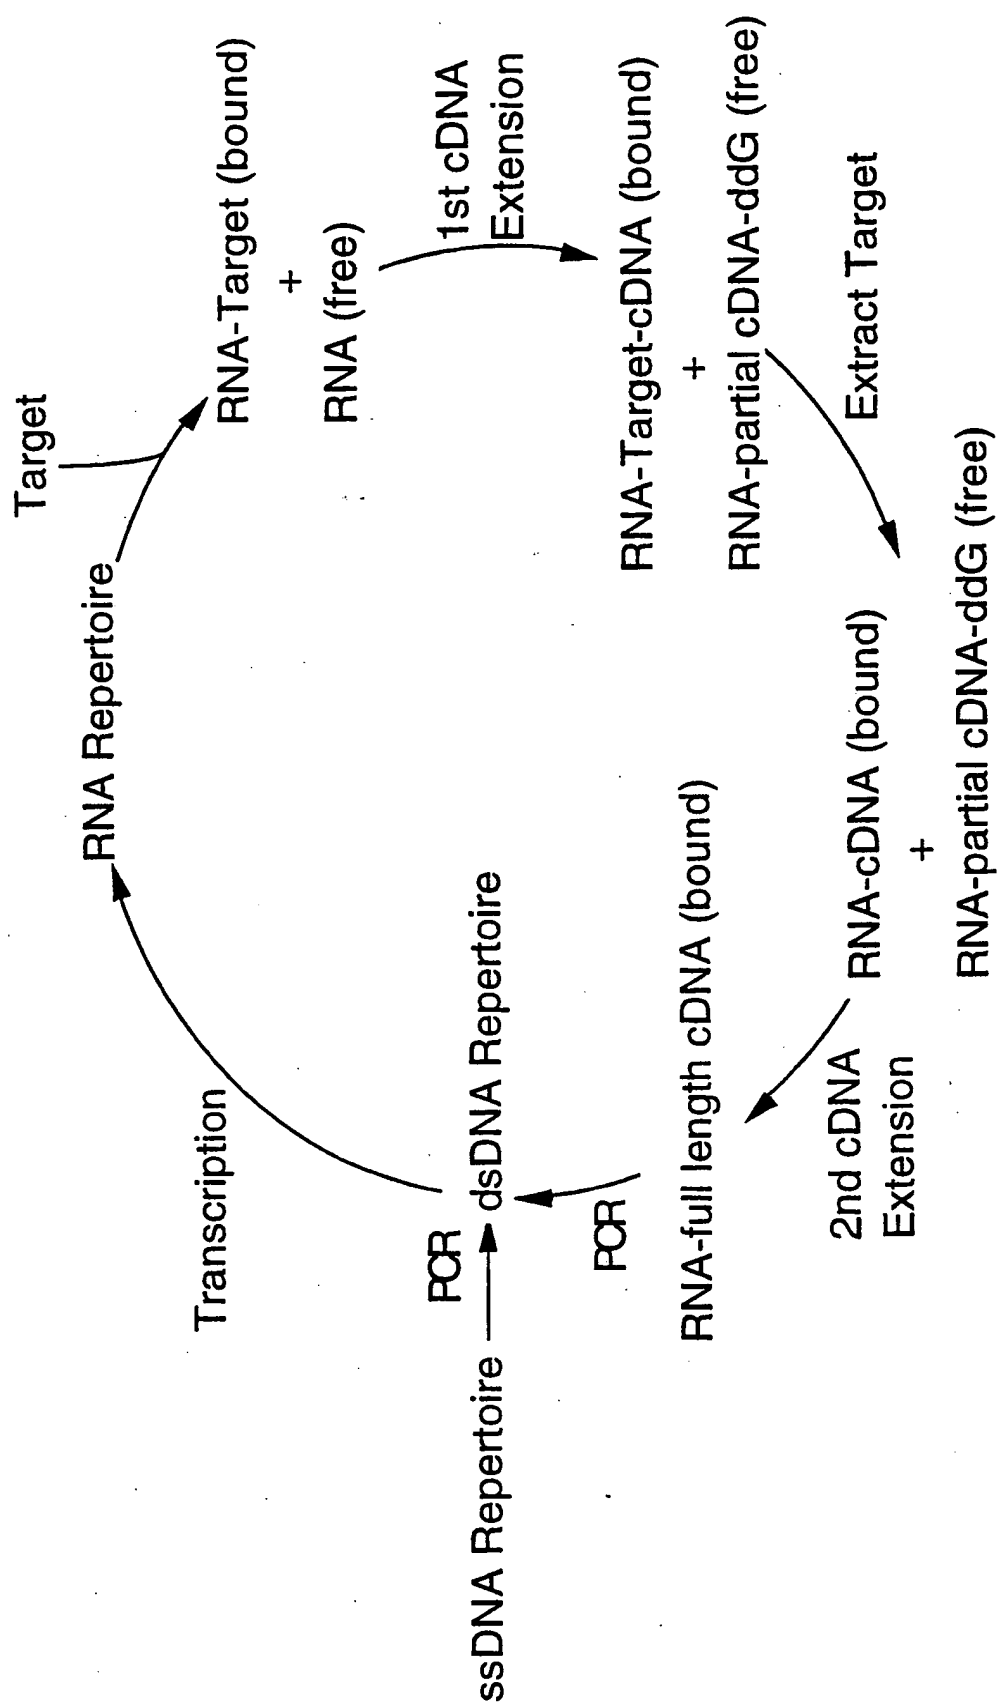 Target
RNA Repertoire
RNA-Target (bound)
+
RNA (free)
1st cDNA
Extension
RNA-Target-cDNA (bound)
+
RNA-partial cDNA-ddG (free)
Extract Target
RNA-cDNA (bound)
+
RNA-partial cDNA-ddG (free)
2nd cDNA
Extension
RNA-full length cDNA (bound)
PCR
dsDNA Repertoire
PCR
ssDNA Repertoire
Transcription